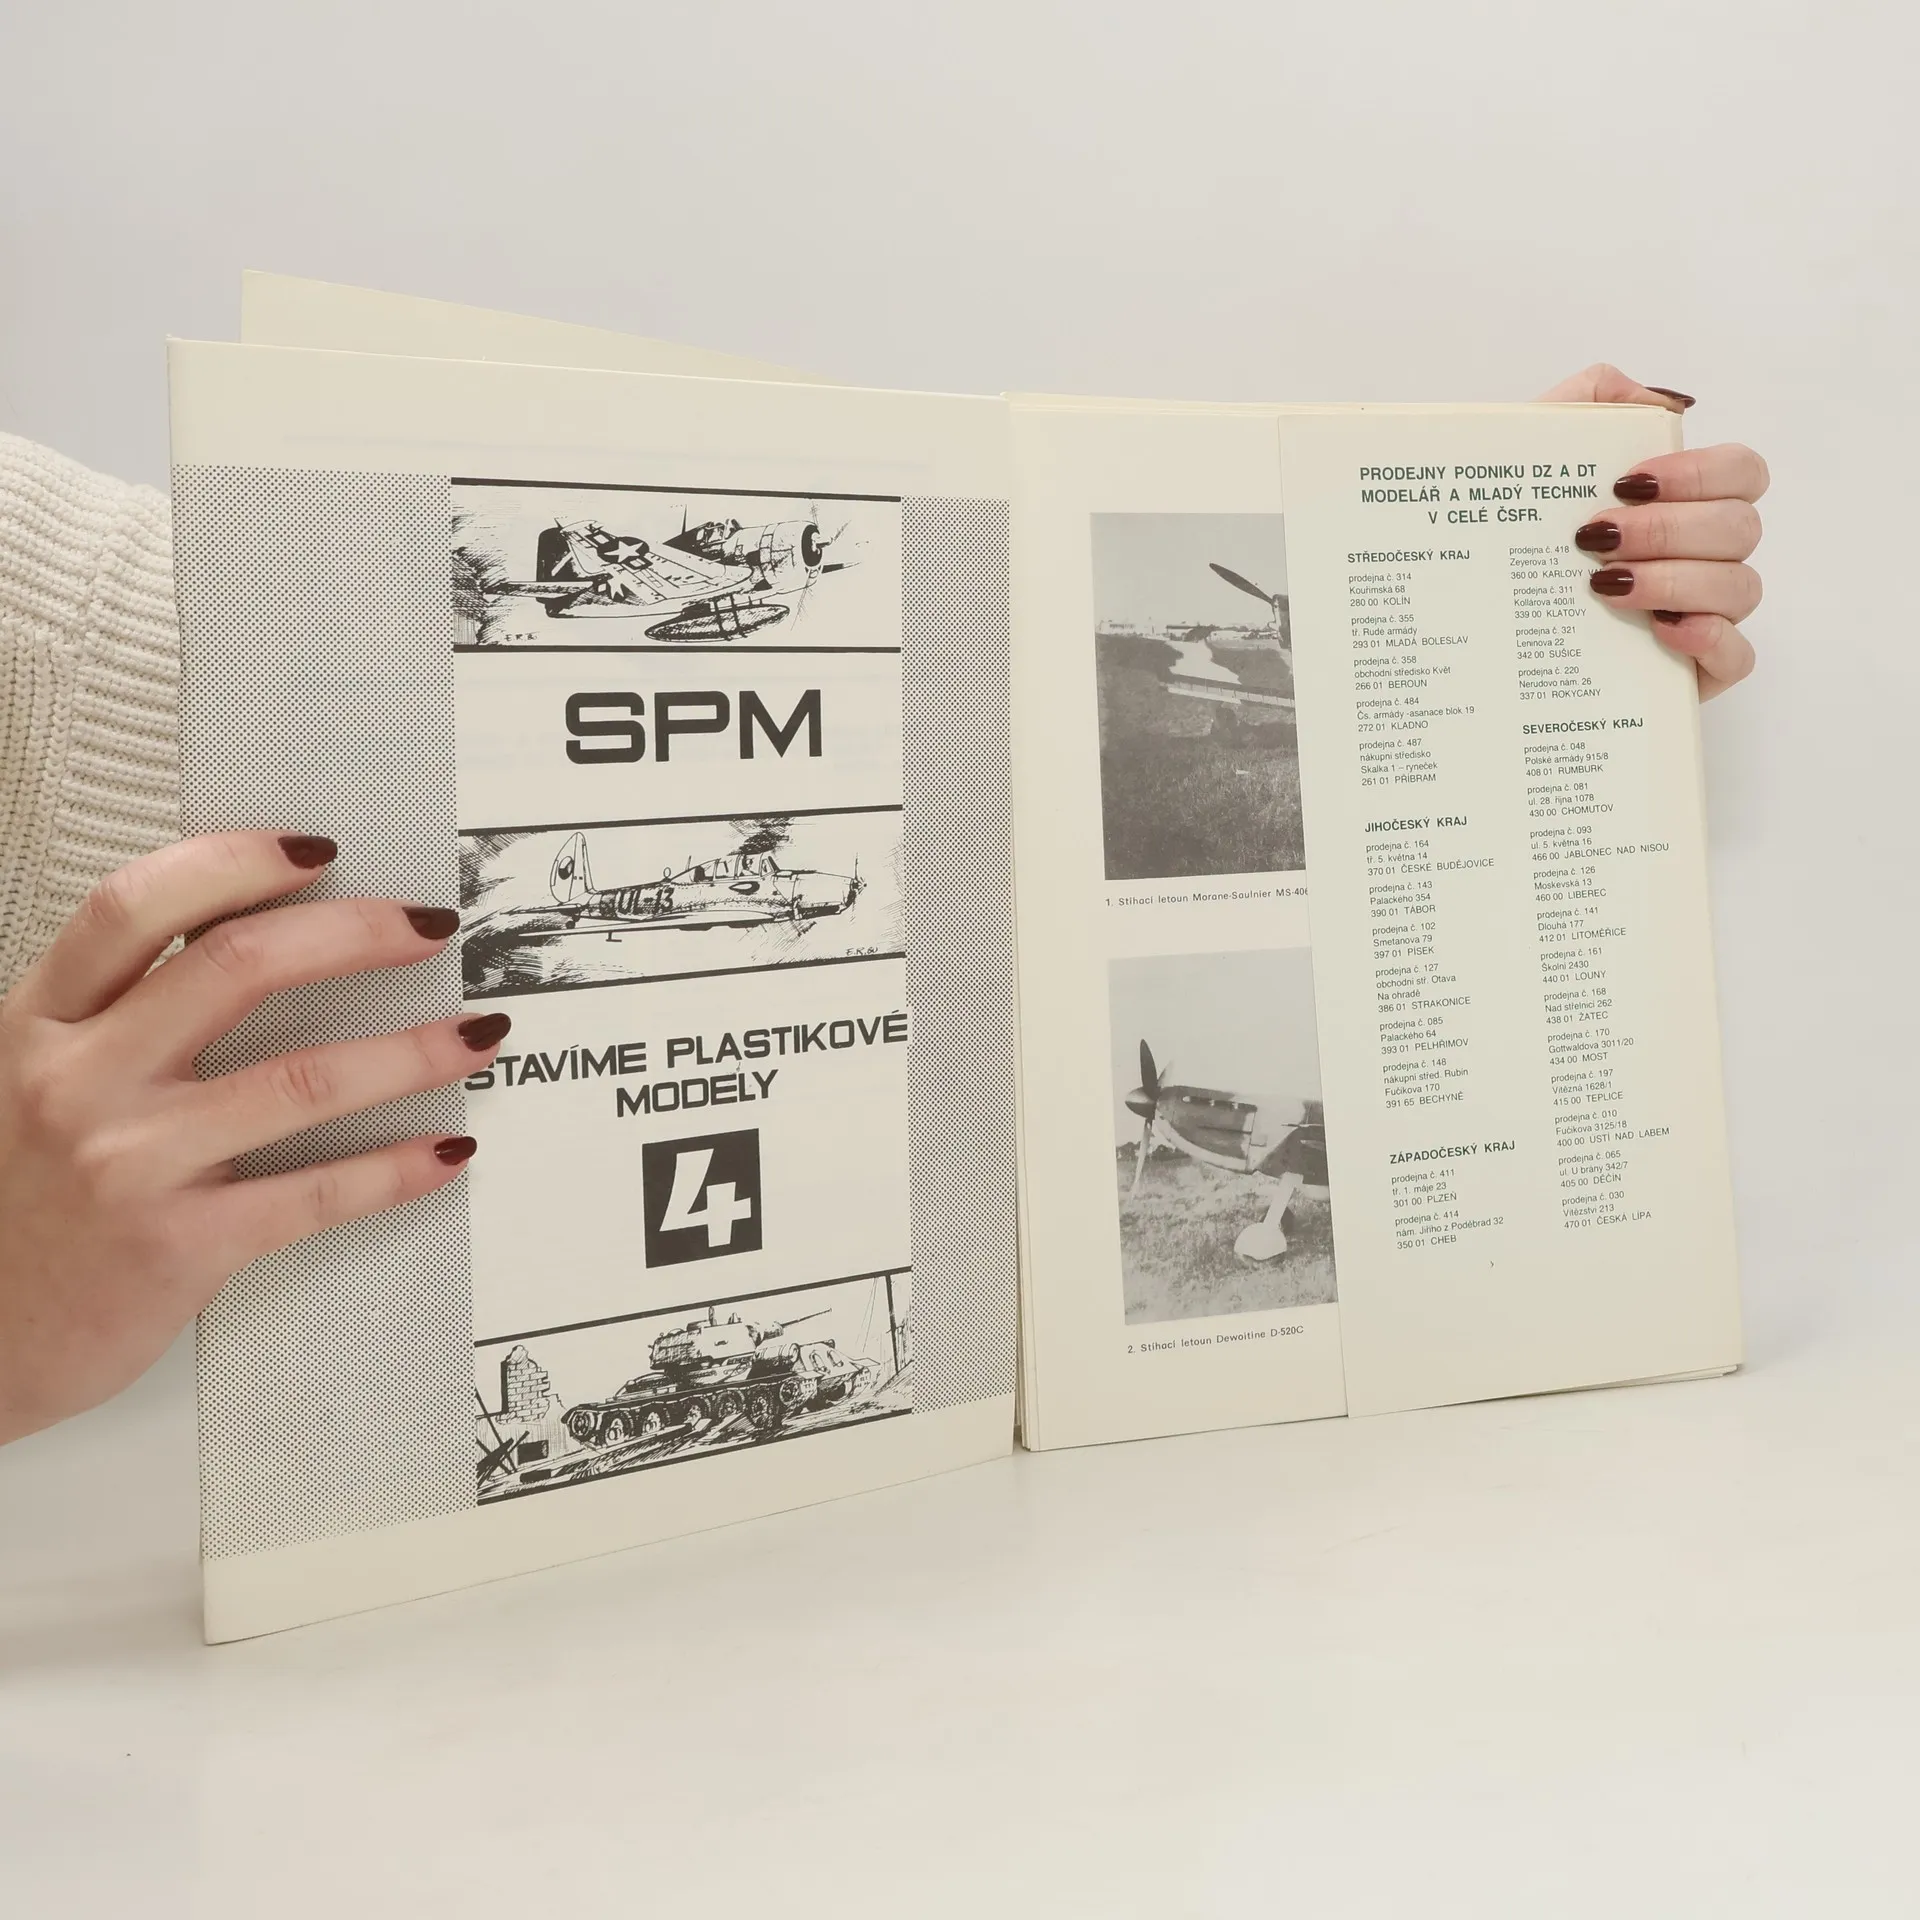 E.R. 80
SPM
UL-13
E.R. 80
STAVÍME PLASTIKOVÉ
MODELY
4
1. Stíhací letoun Morane-Saulnier MS-406
2. Stíhací letoun Dewoitine D-520C
PRODEJNY PODNIKU DZ A DT
MODELÁŘ A MLADÝ TECHNIK
V CELÉ ČSFR.
STŘEDOČESKÝ KRAJ
prodejna č. 314
Kouřimská 68
280 00 KOLÍN
prodejna č. 355
tř. Rudé armády
293 01 MLADÁ BOLESLAV
prodejna č. 358
obchodní středisko Květ
266 01 BEROUN
prodejna č. 484
Čs. armády -asanace blok 19
272 01 KLADNO
prodejna č. 487
nákupní středisko
Skalka 1 – ryneček
261 01 PŘÍBRAM
JIHOČESKÝ KRAJ
prodejna č. 164
tř. 5. května 14
370 01 ČESKÉ BUDĚJOVICE
prodejna č. 143
Palackého 354
390 01 TÁBOR
prodejna č. 102
Smetanova 79
397 01 PÍSEK
prodejna č. 127
obchodní stř. Otava
Na ohradě
386 01 STRAKONICE
prodejna č. 085
Palackého 64
393 01 PELHŘIMOV
prodejna č. 148
nákupní střed. Rubín
Fučíkova 170
391 65 BECHYNĚ
ZÁPADOČESKÝ KRAJ
prodejna č. 411
tř. 1. máje 23
301 00 PLZEŇ
prodejna č. 414
nám. Jiřího z Poděbrad 32
350 01 CHEB
prodejna č. 418
Zeyerova 13
360 00 KARLOVY
prodejna č. 311
Kollárova 400/II
339 00 KLATOVY
prodejna č. 321
Leninova 22
342 00 SUŠICE
prodejna č. 220
Nerudovo nám. 26
337 01 ROKYCANY
SEVEROČESKÝ KRAJ
prodejna č. 048
Polské armády 915/8
408 01 RUMBURK
prodejna č. 081
ul. 28. října 1078
430 00 CHOMUTOV
prodejna č. 093
ul. 5. května 16
466 00 JABLONEC NAD NISOU
prodejna č. 126
Moskevská 13
460 00 LIBEREC
prodejna č. 141
Dlouhá 177
412 01 LITOMĚŘICE
prodejna č. 161
Školní 2430
440 01 LOUNY
prodejna č. 168
Nad střelnicí 262
438 01 ŽATEC
prodejna č. 170
Gottwaldova 3011/20
434 00 MOST
prodejna č. 197
Vítězná 1628/1
415 00 TEPLICE
prodejna č. 010
Fučíkova 3125/18
400 00 ÚSTÍ NAD LABEM
prodejna č. 065
ul. U brány 342/7
405 00 DĚČÍN
prodejna č. 030
Vítězství 213
470 01 ČESKÁ LÍPA